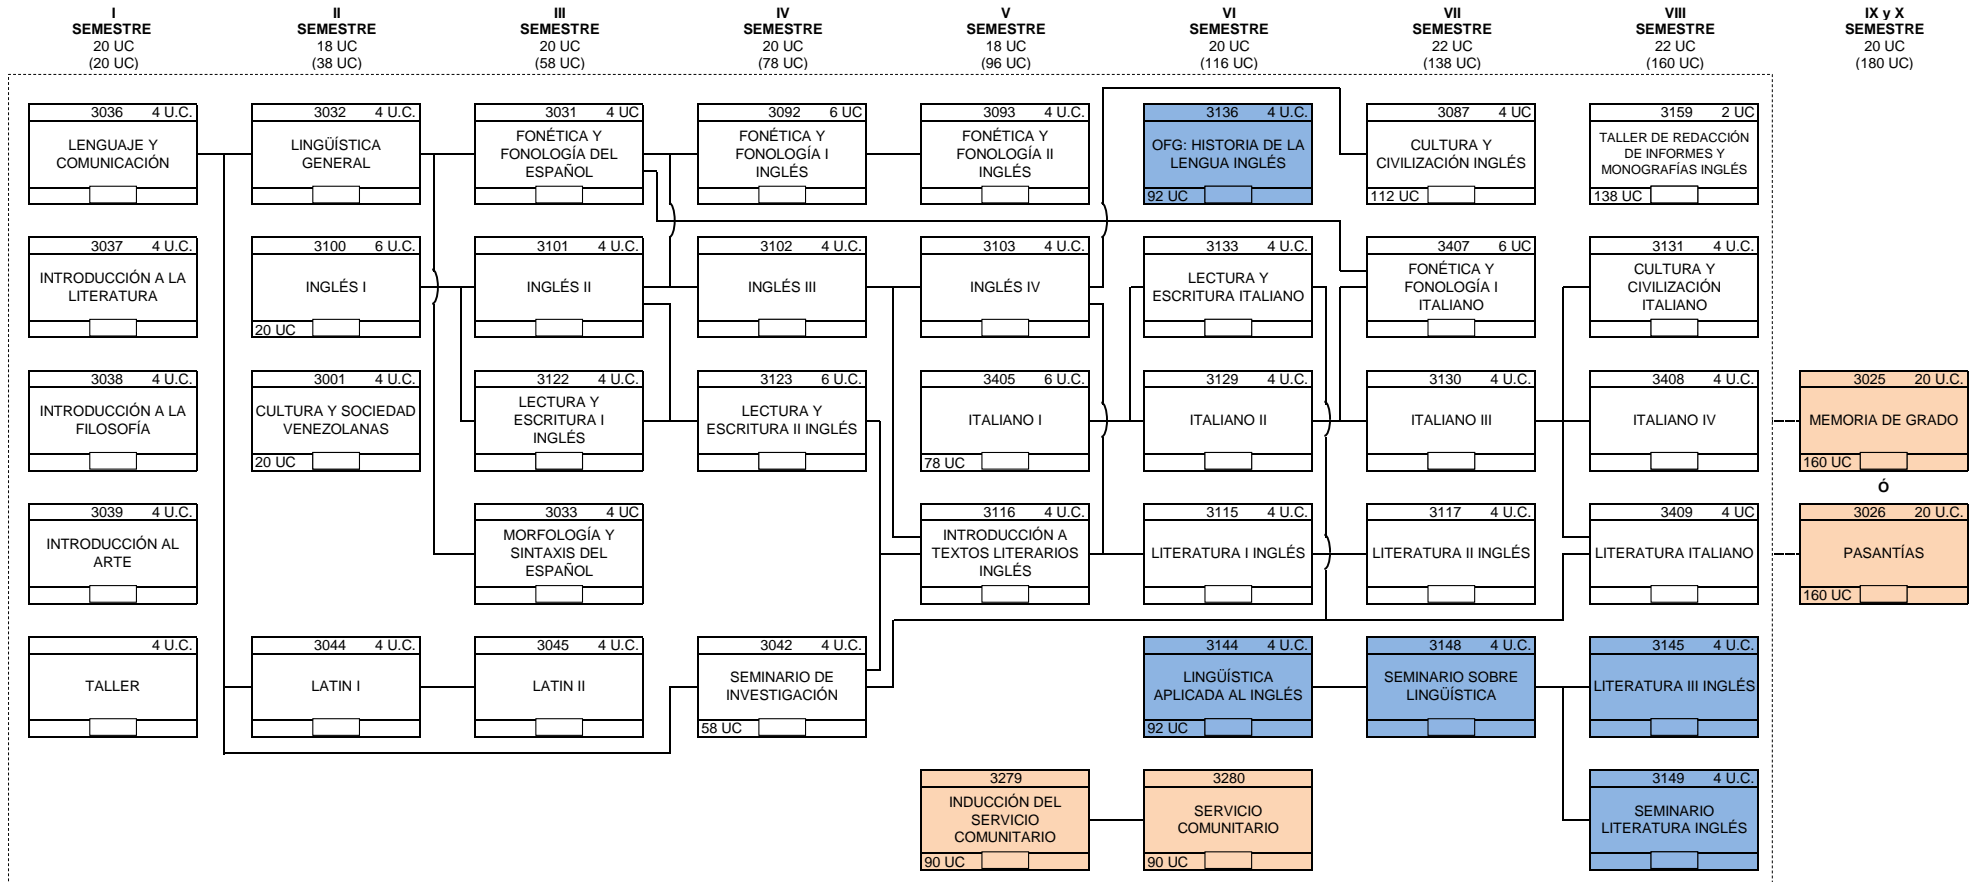 I
SEMESTRE
20 UC
(20 UC)
II
SEMESTRE
18 UC
(38 UC)
III
SEMESTRE
20 UC
(58 UC)
IV
SEMESTRE
20 UC
(78 UC)
V
SEMESTRE
18 UC
(96 UC)
VI
SEMESTRE
20 UC
(116 UC)
VII
SEMESTRE
22 UC
(138 UC)
VIII
SEMESTRE
22 UC
(160 UC)
IX y X
SEMESTRE
20 UC
(180 UC)
3036 4 U.C.
LENGUAJE Y
COMUNICACIÓN
3032 4 U.C.
LINGÜÍSTICA
GENERAL
3031 4 UC
FONÉTICA Y
FONOLOGÍA DEL
ESPAÑOL
3092 6 UC
FONÉTICA Y
FONOLOGÍA I
INGLÉS
3093 4 U.C.
FONÉTICA Y
FONOLOGÍA II
INGLÉS
3136 4 U.C.
OFG: HISTORIA DE LA
LENGUA INGLÉS
92 UC
3087 4 UC
CULTURA Y
CIVILIZACIÓN INGLÉS
112 UC
3159 2 UC
TALLER DE REDACCIÓN
DE INFORMES Y
MONOGRAFÍAS INGLÉS
138 UC
3037 4 U.C.
INTRODUCCIÓN A LA
LITERATURA
3100 6 U.C.
INGLÉS I
20 UC
3101 4 U.C.
INGLÉS II
3102 4 U.C.
INGLÉS III
3103 4 U.C.
INGLÉS IV
3133 4 U.C.
LECTURA Y
ESCRITURA ITALIANO
3407 6 UC
FONÉTICA Y
FONOLOGÍA I
ITALIANO
3131 4 U.C.
CULTURA Y
CIVILIZACIÓN
ITALIANO
3038 4 U.C.
INTRODUCCIÓN A LA
FILOSOFÍA
3001 4 U.C.
CULTURA Y SOCIEDAD
VENEZOLANAS
20 UC
3122 4 U.C.
LECTURA Y
ESCRITURA I
INGLÉS
3123 6 U.C.
LECTURA Y
ESCRITURA II INGLÉS
3405 6 U.C.
ITALIANO I
78 UC
3129 4 U.C.
ITALIANO II
3130 4 U.C.
ITALIANO III
3408 4 U.C.
ITALIANO IV
3025 20 U.C.
MEMORIA DE GRADO
160 UC
Ó
3039 4 U.C.
INTRODUCCIÓN AL
ARTE
3033 4 UC
MORFOLOGÍA Y
SINTAXIS DEL
ESPAÑOL
3116 4 U.C.
INTRODUCCIÓN A
TEXTOS LITERARIOS
INGLÉS
3115 4 U.C.
LITERATURA I INGLÉS
3117 4 U.C.
LITERATURA II INGLÉS
3409 4 UC
LITERATURA ITALIANO
3026 20 U.C.
PASANTÍAS
160 UC
4 U.C.
TALLER
3044 4 U.C.
LATIN I
3045 4 U.C.
LATIN II
3042 4 U.C.
SEMINARIO DE
INVESTIGACIÓN
58 UC
3144 4 U.C.
LINGÜÍSTICA
APLICADA AL INGLÉS
92 UC
3148 4 U.C.
SEMINARIO SOBRE
LINGÜÍSTICA
3145 4 U.C.
LITERATURA III INGLÉS
3279
INDUCCIÓN DEL
SERVICIO
COMUNITARIO
90 UC
3280
SERVICIO
COMUNITARIO
90 UC
3149 4 U.C.
SEMINARIO
LITERATURA INGLÉS